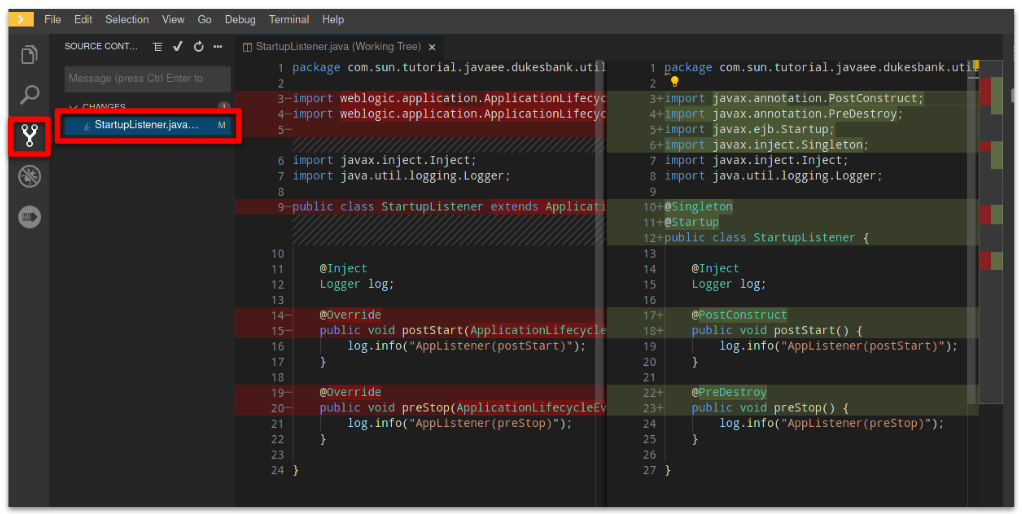 File Edit Selection View Go Debug Terminal Help
SOURCE CONT...
Message (press Ctrl Enter to
CHANGES 1
StartupListener.java... M
StartupListener.java (Working Tree) ×
1 package com.sun.tutorial.javaee.dukesbank.util
2
3-import weblogic.application.ApplicationLifecyc
4-import weblogic.application.ApplicationLifecyc
5-
6 import javax.inject.Inject;
7 import java.util.logging.Logger;
8
9-public class StartupListener extends Applicati
10
11 @Inject
12 Logger log;
13
14- @Override
15- public void postStart(ApplicationLifecycle
16 log.info("AppListener(postStart)");
17 }
18
19- @Override
20- public void preStop(ApplicationLifecycleEv
21 log.info("AppListener(preStop)");
22 }
23
24 }
1 package com.sun.tutorial.javaee.dukesbank.util
2
3+import javax.annotation.PostConstruct;
4+import javax.annotation.PreDestroy;
5+import javax.ejb.Startup;
6+import javax.inject.Singleton;
7 import javax.inject.Inject;
8 import java.util.logging.Logger;
9
10+@Singleton
11+@Startup
12+public class StartupListener {
13
14 @Inject
15 Logger log;
16
17+ @PostConstruct
18+ public void postStart() {
19 log.info("AppListener(postStart)");
20 }
21
22+ @PreDestroy
23+ public void preStop() {
24 log.info("AppListener(preStop)");
25 }
26
27 }